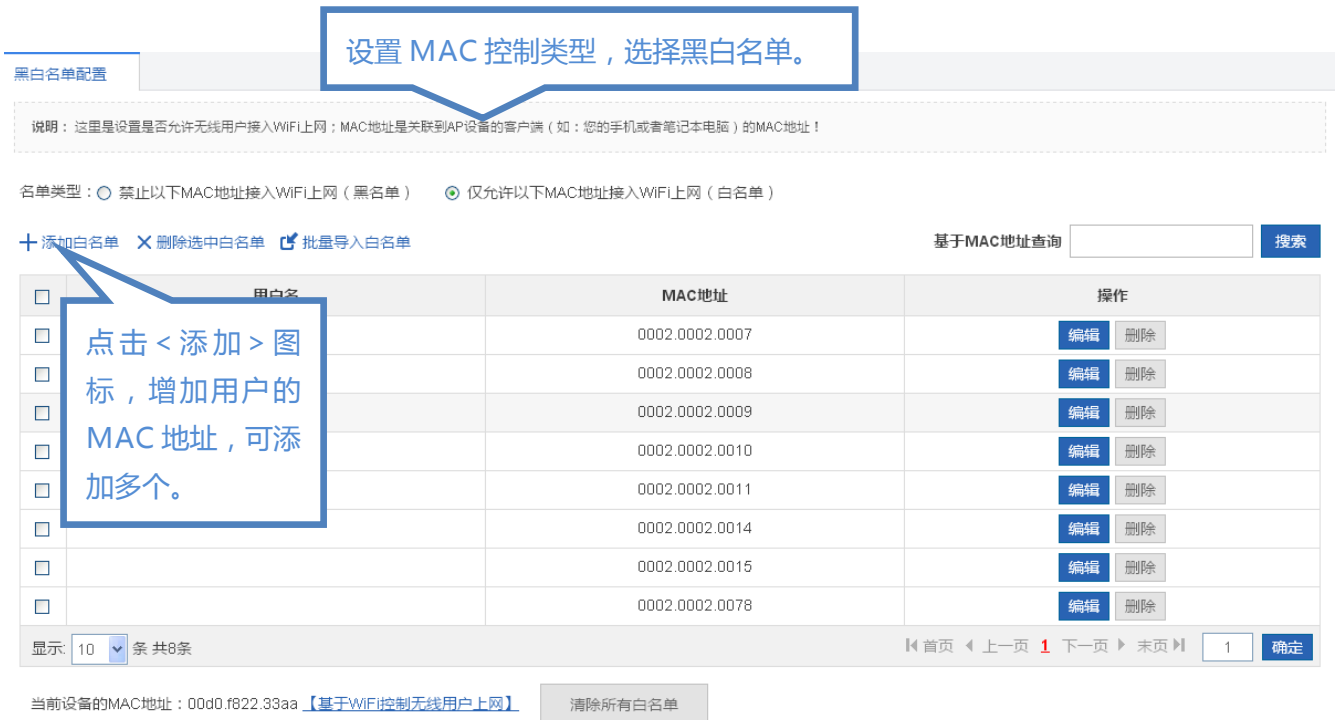 设置 MAC 控制类型，选择黑白名单。
黑白名单配置
说明：这里是设置是否允许无线用户接入WiFi上网；MAC地址是关联到AP设备的客户端（如：您的手机或者笔记本电脑）的MAC地址！
名单类型： 禁止以下MAC地址接入WiFi上网（黑名单） 仅允许以下MAC地址接入WiFi上网（白名单）
添加白名单 删除选中白名单 批量导入白名单 基于MAC地址查询 搜索
MAC地址 操作
0002.0002.0007 编辑 删除
0002.0002.0008 编辑 删除
0002.0002.0009 编辑 删除
0002.0002.0010 编辑 删除
0002.0002.0011 编辑 删除
0002.0002.0014 编辑 删除
0002.0002.0015 编辑 删除
0002.0002.0078 编辑 删除
点击<添加>图
标，增加用户的
MAC 地址，可添
加多个。
显示: 10 条 共8条 首页 上一页 1 下一页 末页 1 确定
当前设备的MAC地址：00d0.f822.33aa 【基于WiFi控制无线用户上网】 清除所有白名单